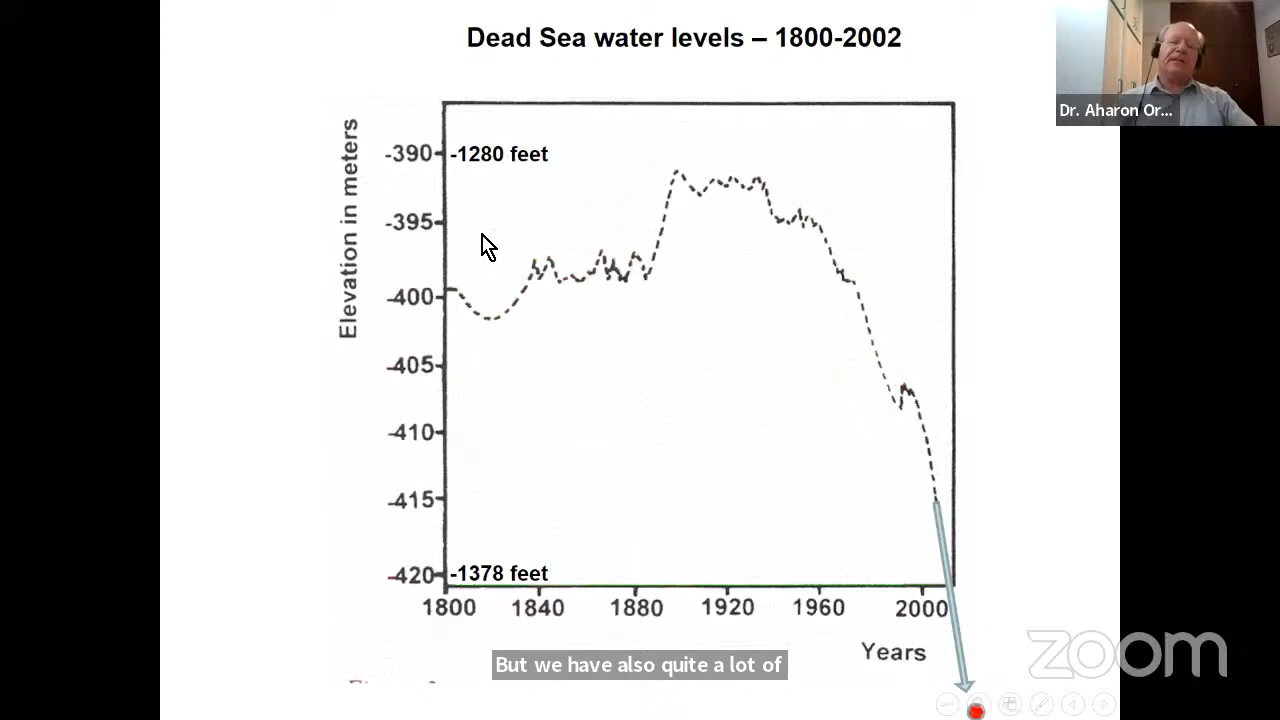 Dead Sea water levels – 1800-2002
Dr. Aharon Or...
Elevation in meters
-390
-1280 feet
-395
-400
-405
-410
-415
-420
-1378 feet
1800 1840 1880 1920 1960 2000
Years
But we have also quite a lot of
zoom